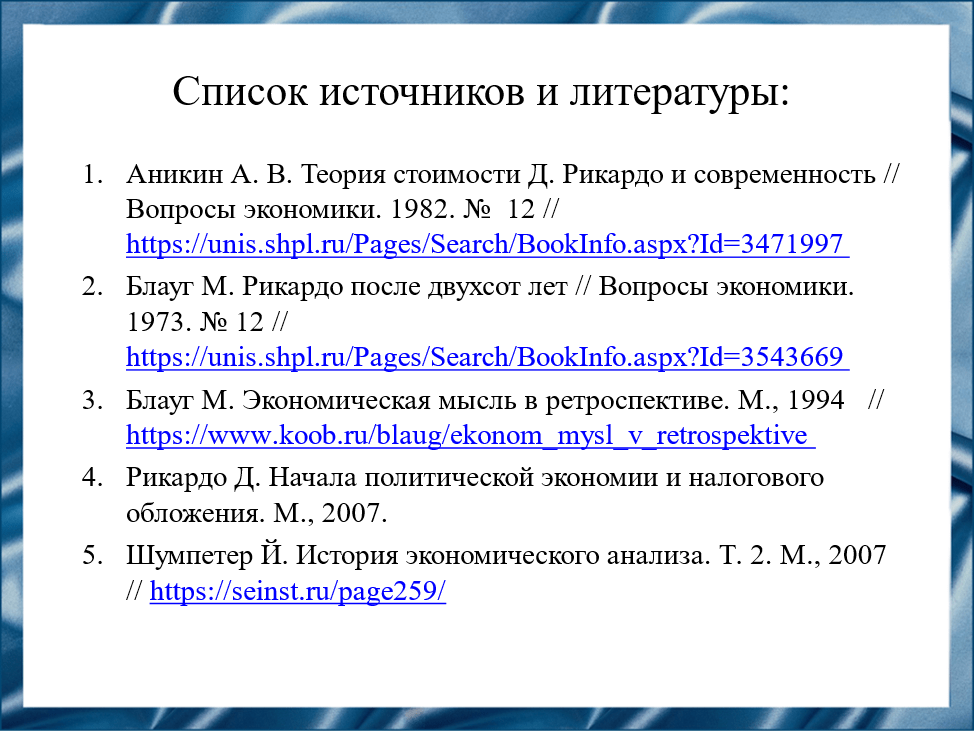 Список источников и литературы:
1. Аникин А. В. Теория стоимости Д. Рикардо и современность //
Вопросы экономики. 1982. № 12 //
https://unis.shpl.ru/Pages/Search/BookInfo.aspx?Id=3471997
2. Блауг М. Рикардо после двухсот лет // Вопросы экономики.
1973. № 12 //
https://unis.shpl.ru/Pages/Search/BookInfo.aspx?Id=3543669
3. Блауг М. Экономическая мысль в ретроспективе. М., 1994 //
https://www.koob.ru/blaug/ekonom_mysl_v_retrospektive
4. Рикардо Д. Начала политической экономии и налогового
обложения. М., 2007.
5. Шумпетер Й. История экономического анализа. Т. 2. М., 2007
// https://seinst.ru/page259/